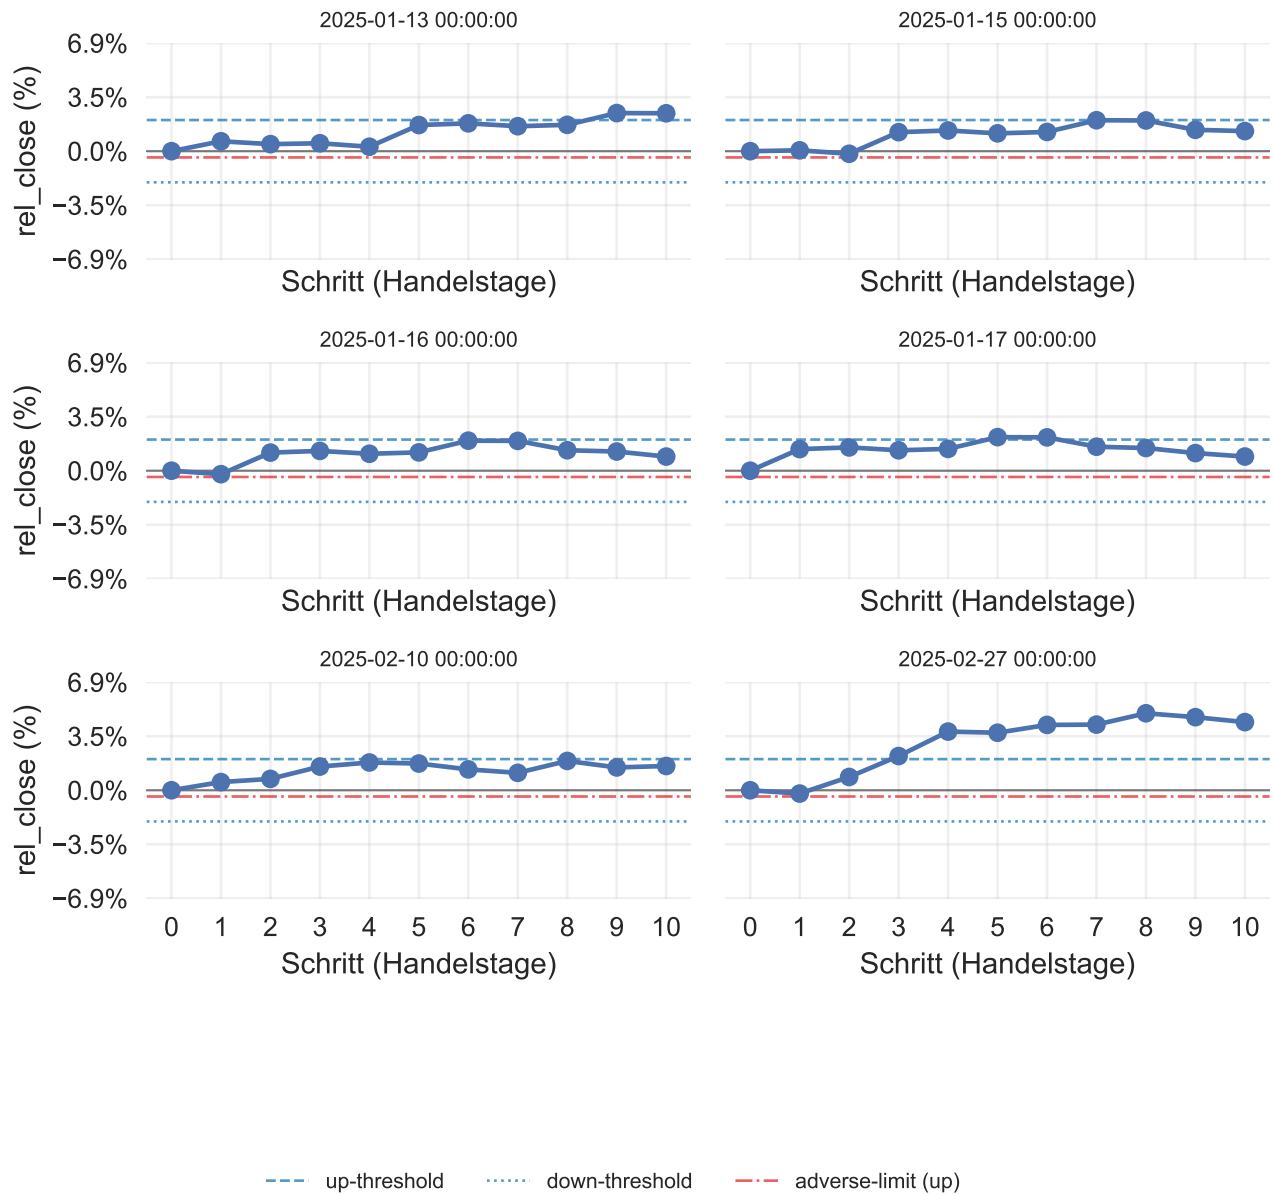 2025-01-13 00:00:00
2025-01-15 00:00:00
6.9%
3.5%
0.0%
−3.5%
−6.9%
rel_close (%)
Schritt (Handelstage)
Schritt (Handelstage)
2025-01-16 00:00:00
2025-01-17 00:00:00
6.9%
3.5%
0.0%
−3.5%
−6.9%
rel_close (%)
Schritt (Handelstage)
Schritt (Handelstage)
2025-02-10 00:00:00
2025-02-27 00:00:00
6.9%
3.5%
0.0%
−3.5%
−6.9%
rel_close (%)
0 1 2 3 4 5 6 7 8 9 10
0 1 2 3 4 5 6 7 8 9 10
Schritt (Handelstage)
Schritt (Handelstage)
up-threshold
down-threshold
adverse-limit (up)